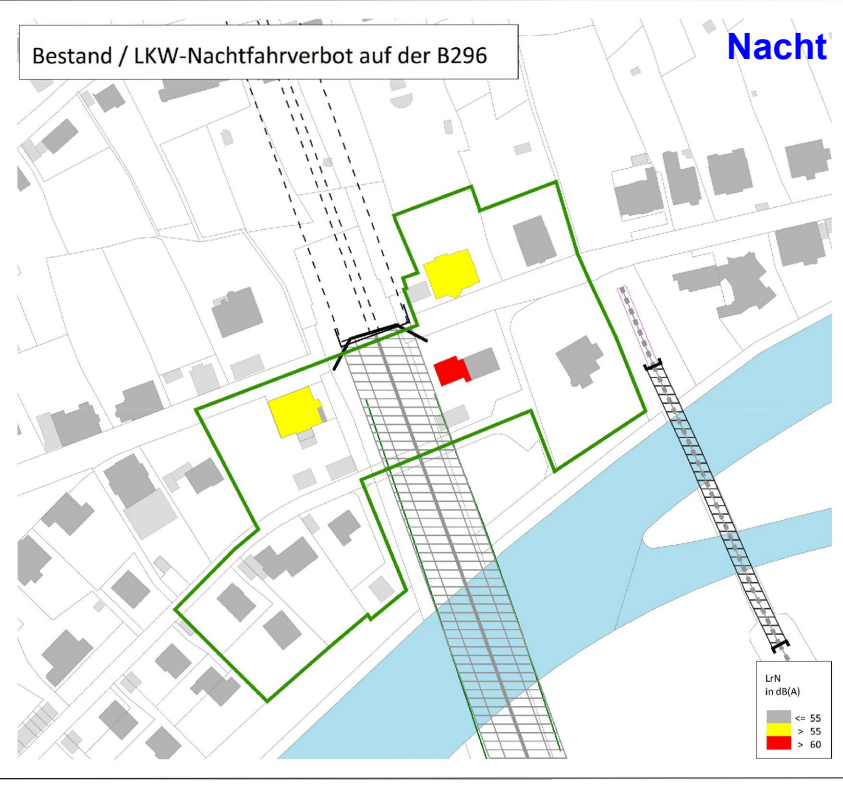 Bestand / LKW-Nachtfahrverbot auf der B296
Nacht
LrN
in dB(A)
<= 55
> 55
> 60